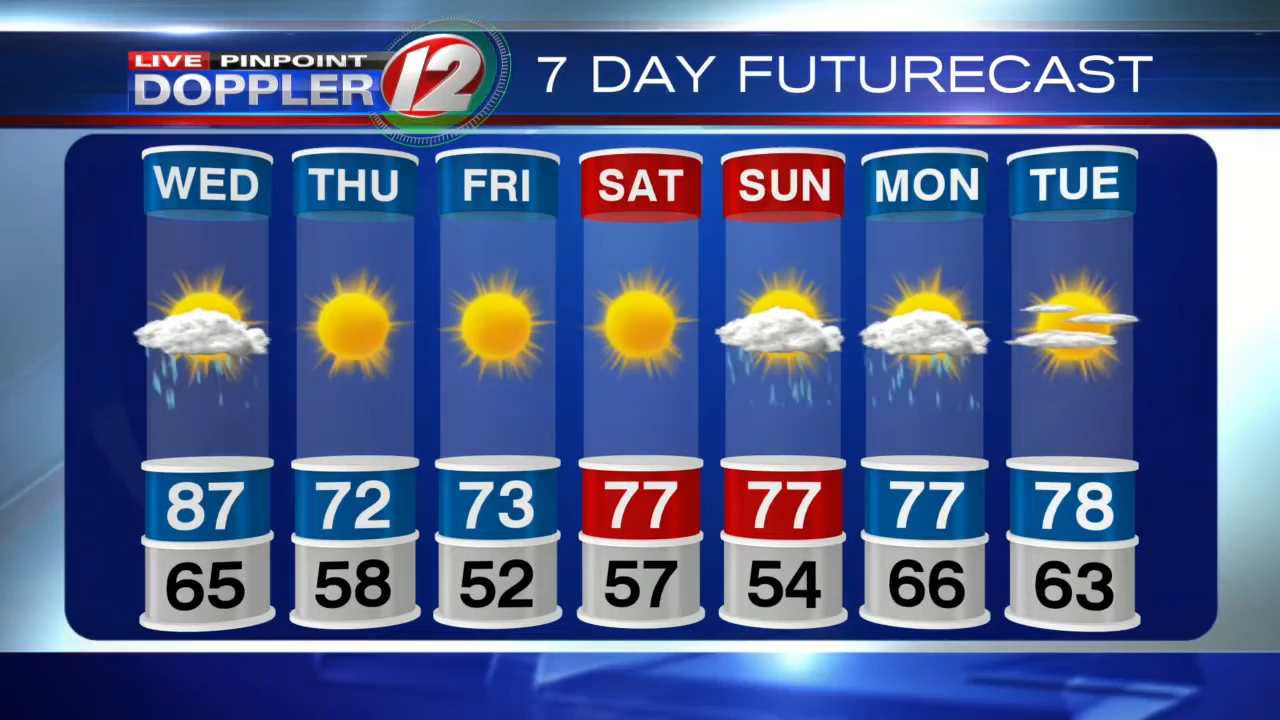 LIVE PINPOINT
DOPPLER 12
7 DAY FUTURECAST
WED THU FRI SAT SUN MON TUE
87 72 73 77 77 77 78
65 58 52 57 54 66 63